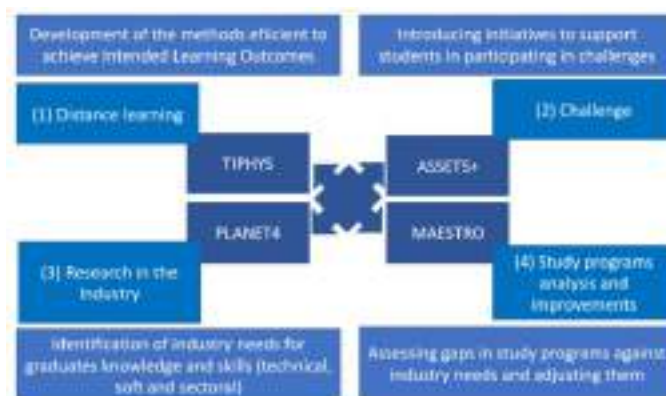 Development of the methods eficient to
achieve Intended Learning Outcomes
Introducing initiatives to support
students in participating in challenges
(1) Distance learning
(2) Challenge
TIPHYS
ASSETS+
PLANET4
MAESTRO
(3) Research in the
Industry
(4) Study programs
analysis and
improvements
Identification of industry needs for
graduates knowledge and skills (technical,
soft and sectoral)
Assessing gaps in study programs against
industry needs and adjusting them